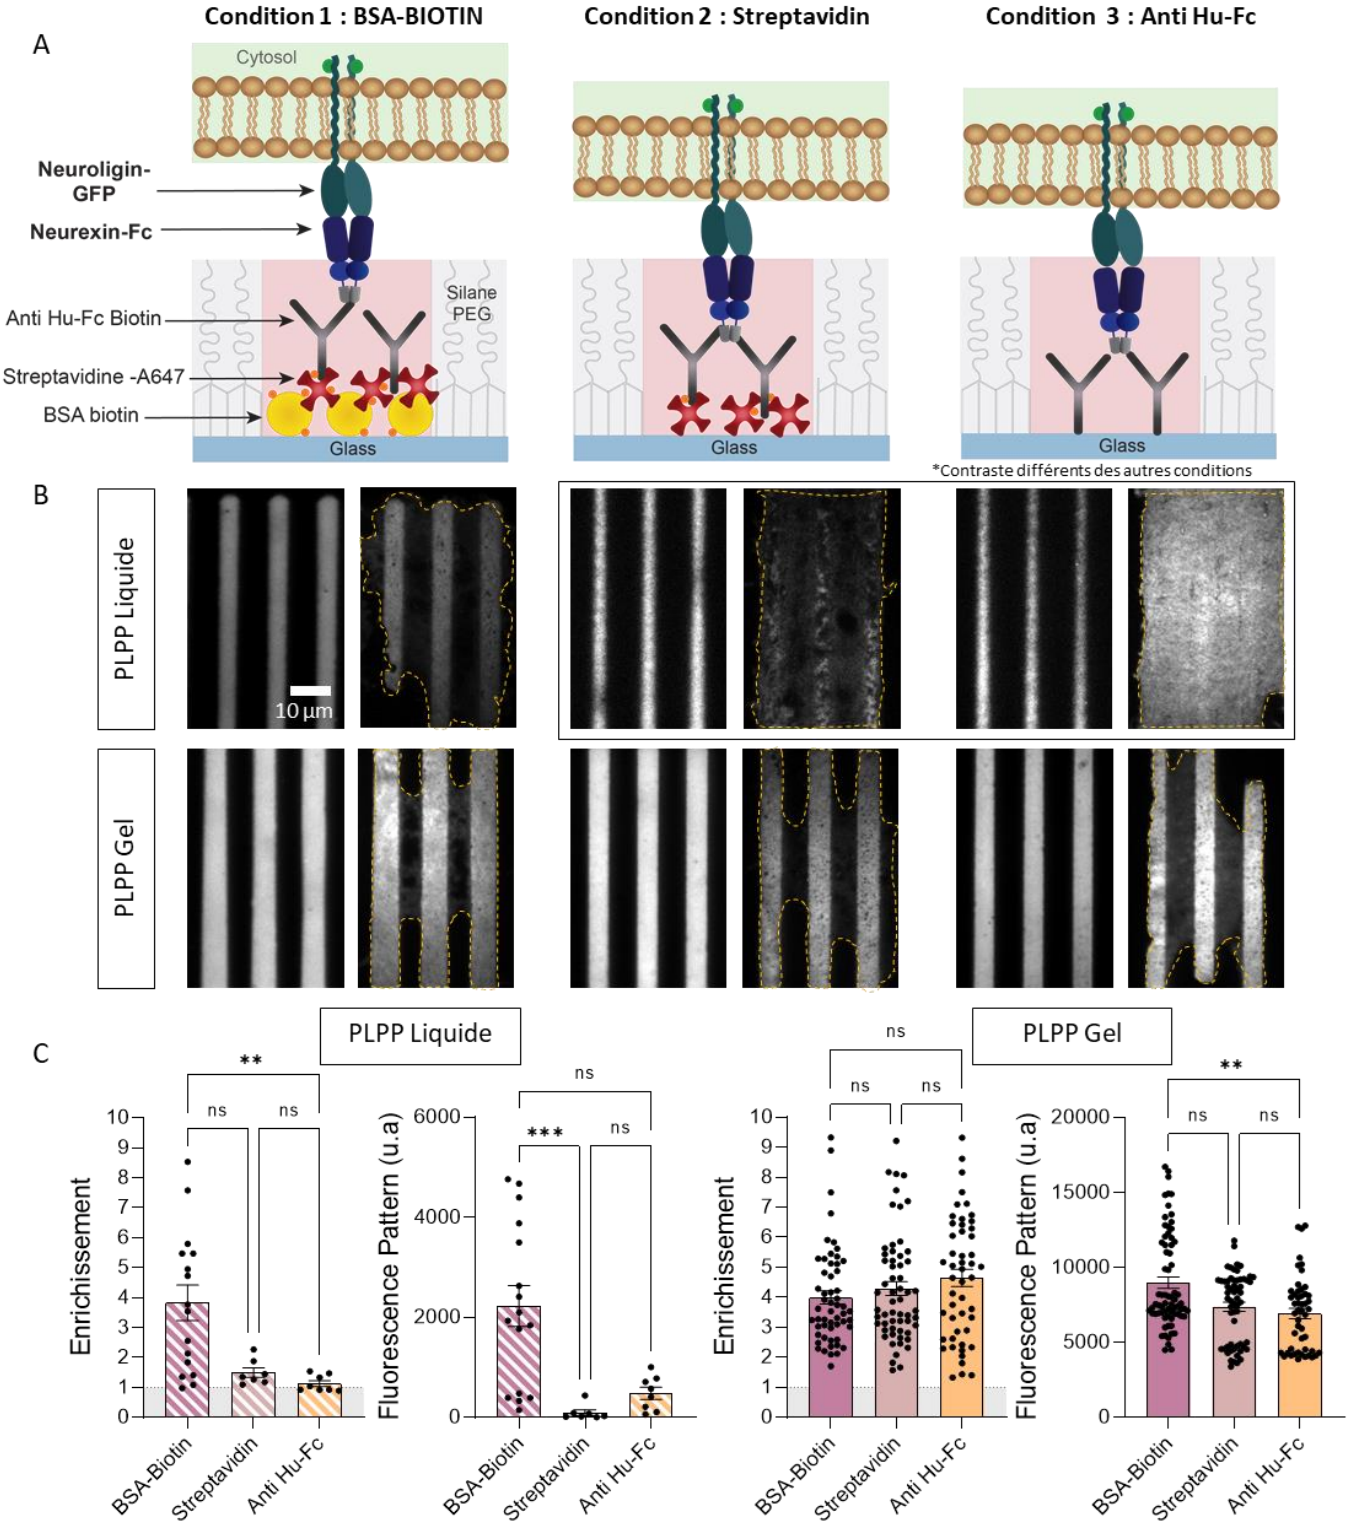 Condition 1 : BSA-BIOTIN
Condition 2 : Streptavidin
Condition 3 : Anti Hu-Fc
A
Cytosol
Neuroligin-
GFP
Neurexin-Fc
Anti Hu-Fc Biotin
Streptavidine -A647
BSA biotin
Silane
PEG
Glass
Glass
Glass
*Contraste différents des autres conditions
B
PLPP Liquide
10 µm
PLPP Gel
C
PLPP Liquide
PLPP Gel
**
ns
ns
Enrichissement
10
9
8
7
6
5
4
3
2
1
0
BSA-Biotin
Streptavidin
Anti Hu-Fc
ns
***
ns
Fluorescence Pattern (u.a)
6000
4000
2000
0
BSA-Biotin
Streptavidin
Anti Hu-Fc
ns
ns
ns
Enrichissement
10
9
8
7
6
5
4
3
2
1
0
BSA-Biotin
Streptavidin
Anti Hu-Fc
**
ns
ns
Fluorescence Pattern (u.a)
20000
15000
10000
5000
0
BSA-Biotin
Streptavidin
Anti Hu-Fc